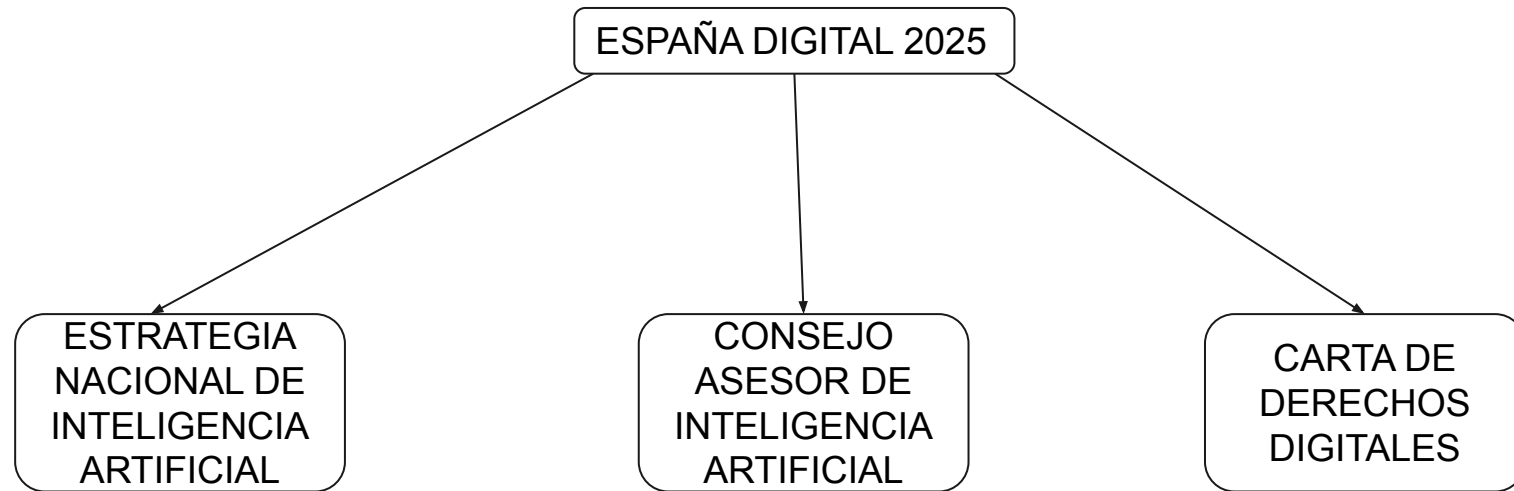 ESPAÑA DIGITAL 2025
ESTRATEGIA
NACIONAL DE
INTELIGENCIA
ARTIFICIAL
CONSEJO
ASESOR DE
INTELIGENCIA
ARTIFICIAL
CARTA DE
DERECHOS
DIGITALES